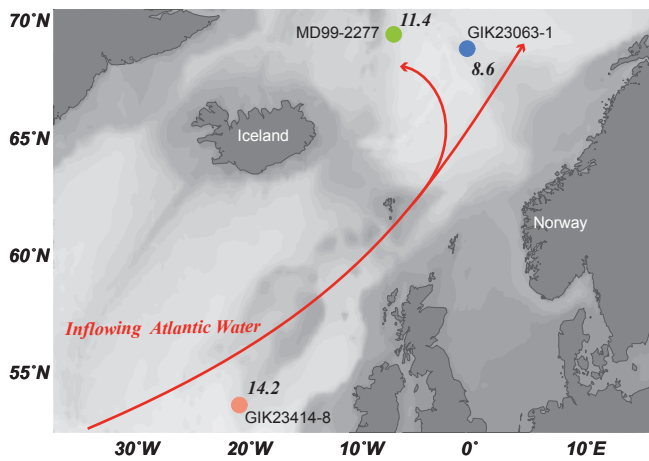 70˚N
MD99-2277
11.4
GIK23063-1
8.6
65˚N
Iceland
Norway
60˚N
Inflowing Atlantic Water
55˚N
14.2
GIK23414-8
30˚W
20˚W
10˚W
0˚
10˚E